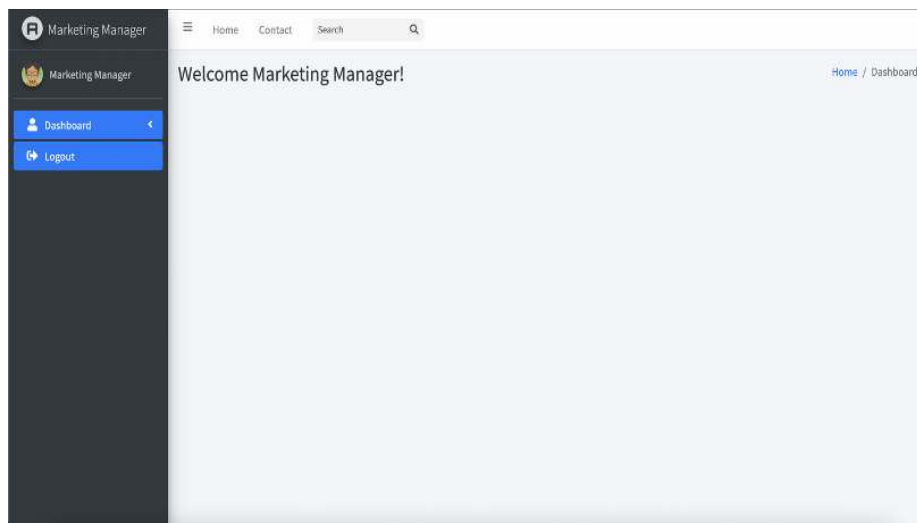 Marketing Manager
Home Contact Search
Marketing Manager
Welcome Marketing Manager!
Home / Dashboard
Dashboard
Logout